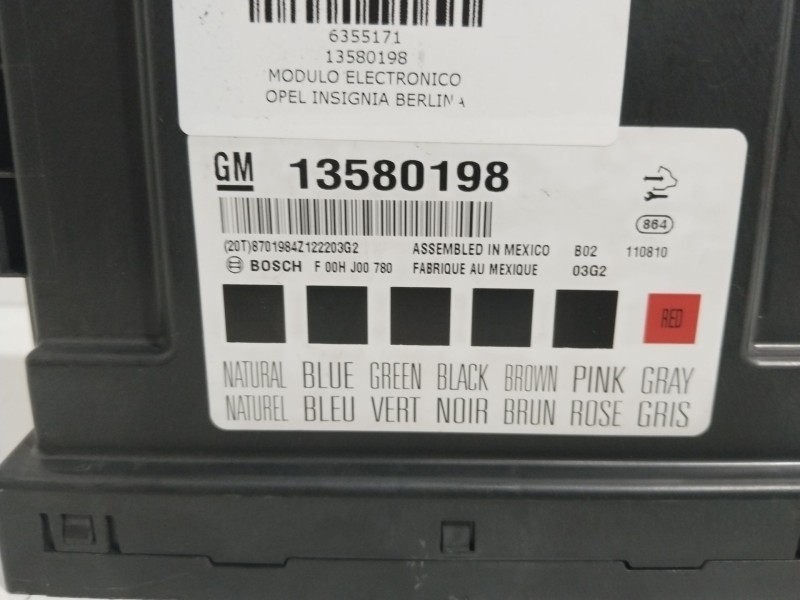 6355171
13580198
MODULO ELECTRONICO
OPEL INSIGNIA BERLINA
GM 13580198
864
(20T)8701984Z122203G2 ASSEMBLED IN MEXICO B02 110810
BOSCH F 00H J00 780 FABRIQUE AU MEXIQUE 03G2
RED
NATURAL BLUE GREEN BLACK BROWN PINK GRAY
NATUREL BLEU VERT NOIR BRUN ROSE GRIS